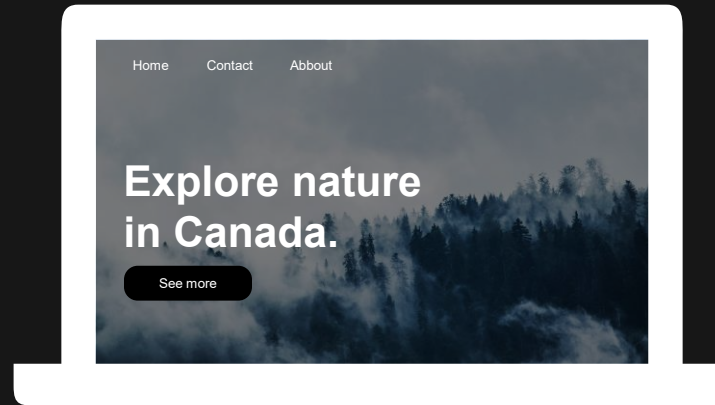 Home Contact Abbout
Explore nature
in Canada.
See more